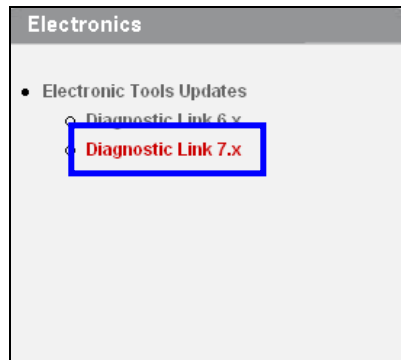 Electronics
Electronic Tools Updates
Diagnostic Link 6.x
Diagnostic Link 7.x